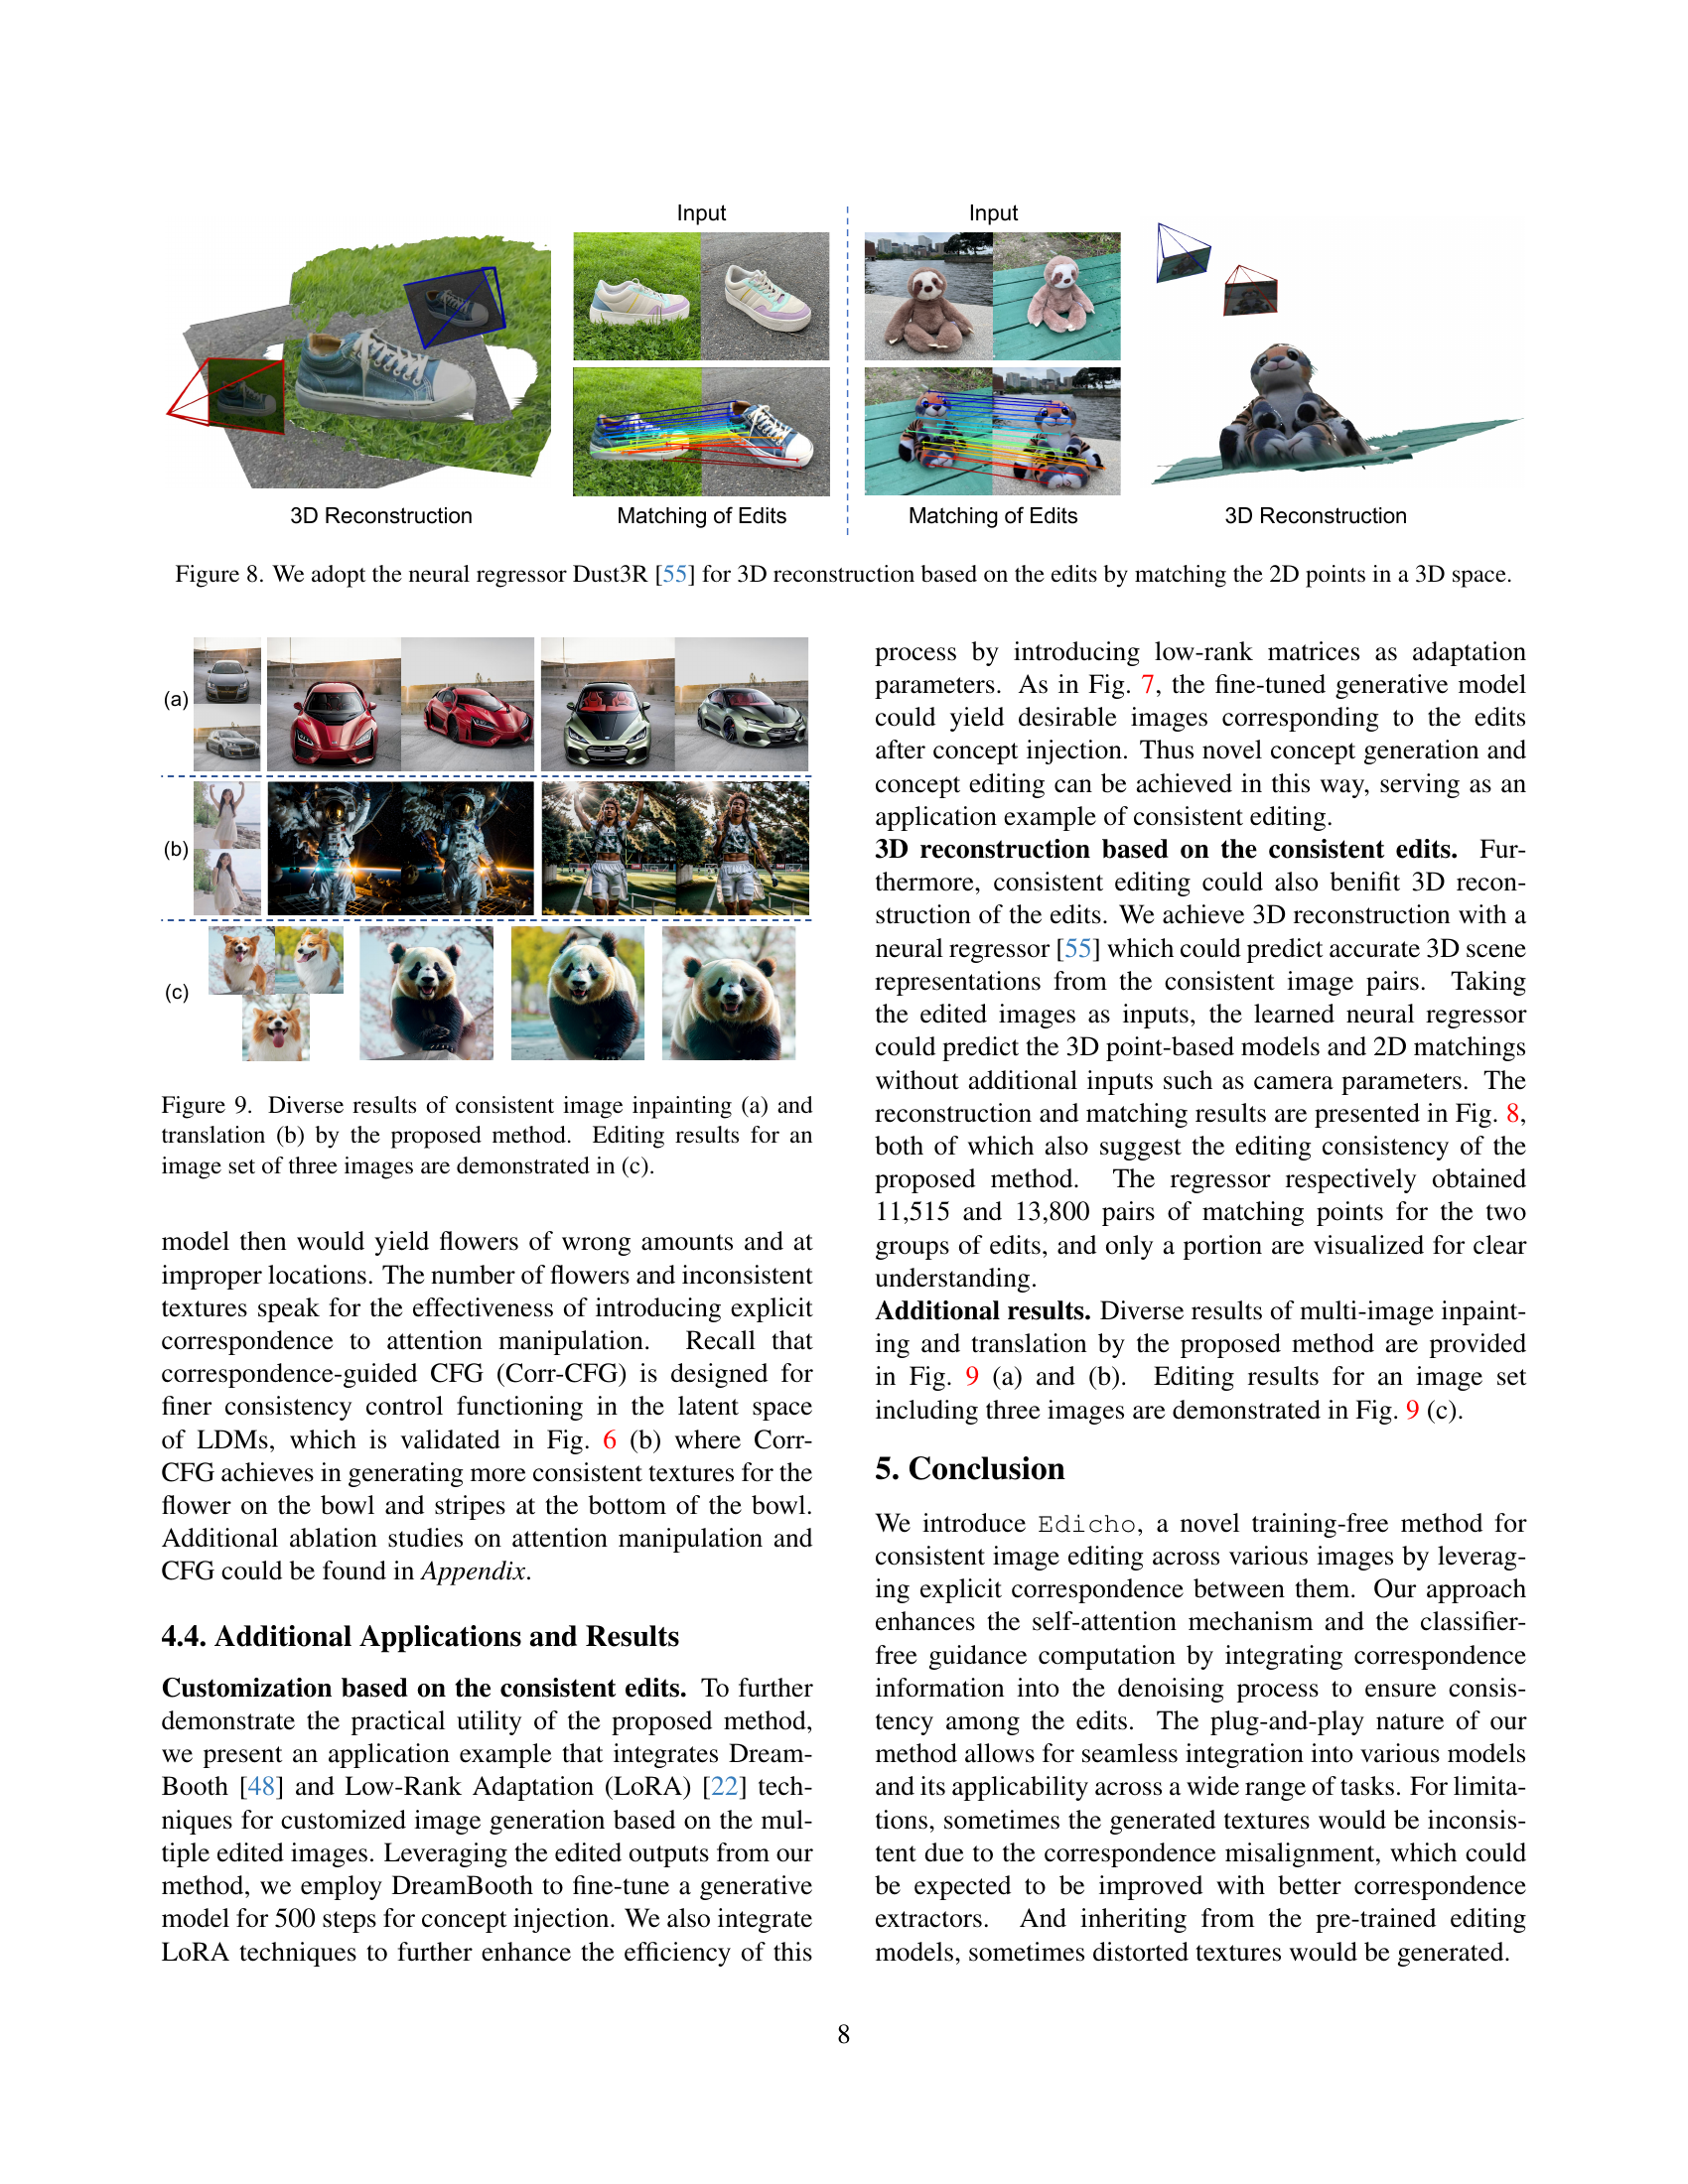 Input
Input
3D Reconstruction
Matching of Edits
Matching of Edits
3D Reconstruction
Figure 8. We adopt the neural regressor Dust3R [55] for 3D reconstruction based on the edits by matching the 2D points in a 3D space.
(a)
(b)
(c)
Figure 9. Diverse results of consistent image inpainting (a) and
translation (b) by the proposed method. Editing results for an
image set of three images are demonstrated in (c).
model then would yield flowers of wrong amounts and at
improper locations. The number of flowers and inconsistent
textures speak for the effectiveness of introducing explicit
correspondence to attention manipulation. Recall that
correspondence-guided CFG (Corr-CFG) is designed for
finer consistency control functioning in the latent space
of LDMs, which is validated in Fig. 6 (b) where Corr-
CFG achieves in generating more consistent textures for the
flower on the bowl and stripes at the bottom of the bowl.
Additional ablation studies on attention manipulation and
CFG could be found in Appendix.
4.4. Additional Applications and Results
Customization based on the consistent edits. To further
demonstrate the practical utility of the proposed method,
we present an application example that integrates Dream-
Booth [48] and Low-Rank Adaptation (LoRA) [22] tech-
niques for customized image generation based on the mul-
tiple edited images. Leveraging the edited outputs from our
method, we employ DreamBooth to fine-tune a generative
model for 500 steps for concept injection. We also integrate
LoRA techniques to further enhance the efficiency of this
process by introducing low-rank matrices as adaptation
parameters. As in Fig. 7, the fine-tuned generative model
could yield desirable images corresponding to the edits
after concept injection. Thus novel concept generation and
concept editing can be achieved in this way, serving as an
application example of consistent editing.
3D reconstruction based on the consistent edits. Fur-
thermore, consistent editing could also benifit 3D recon-
struction of the edits. We achieve 3D reconstruction with a
neural regressor [55] which could predict accurate 3D scene
representations from the consistent image pairs. Taking
the edited images as inputs, the learned neural regressor
could predict the 3D point-based models and 2D matchings
without additional inputs such as camera parameters. The
reconstruction and matching results are presented in Fig. 8,
both of which also suggest the editing consistency of the
proposed method. The regressor respectively obtained
11,515 and 13,800 pairs of matching points for the two
groups of edits, and only a portion are visualized for clear
understanding.
Additional results. Diverse results of multi-image inpaint-
ing and translation by the proposed method are provided
in Fig. 9 (a) and (b). Editing results for an image set
including three images are demonstrated in Fig. 9 (c).
5. Conclusion
We introduce Edicho, a novel training-free method for
consistent image editing across various images by leverag-
ing explicit correspondence between them. Our approach
enhances the self-attention mechanism and the classifier-
free guidance computation by integrating correspondence
information into the denoising process to ensure consis-
tency among the edits. The plug-and-play nature of our
method allows for seamless integration into various models
and its applicability across a wide range of tasks. For limita-
tions, sometimes the generated textures would be inconsis-
tent due to the correspondence misalignment, which could
be expected to be improved with better correspondence
extractors. And inheriting from the pre-trained editing
models, sometimes distorted textures would be generated.
8